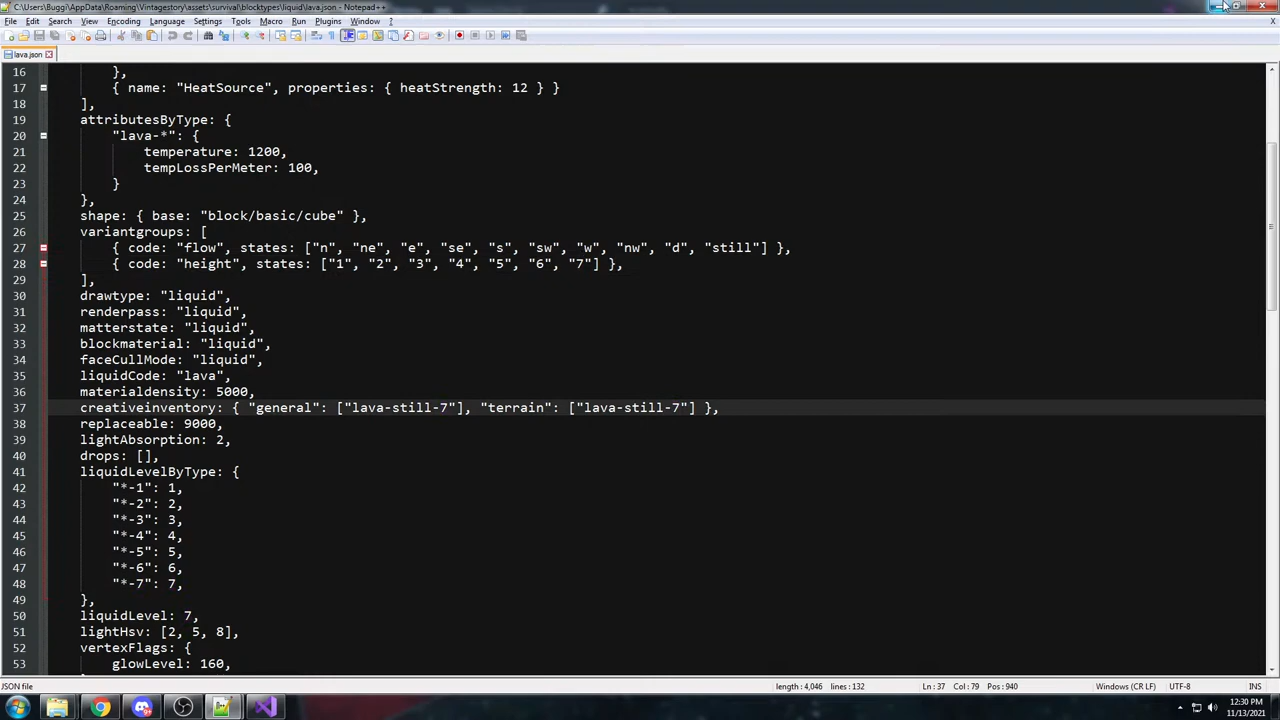 C:\Users\Buggi\AppData\Roaming\Vintagestory\assets\survival\blocktypes\liquid\lava.json - Notepad++
File Edit Search View Encoding Language Settings Tools Macro Run Plugins Window ? X
lava.json
16 },
17 { name: "HeatSource", properties: { heatStrength: 12 } }
18 ],
19 attributesByType: {
20 "lava-*": {
21 temperature: 1200,
22 tempLossPerMeter: 100,
23 }
24 },
25 shape: { base: "block/basic/cube" },
26 variantgroups: [
27 { code: "flow", states: ["n", "ne", "e", "se", "s", "sw", "w", "nw", "d", "still"] },
28 { code: "height", states: ["1", "2", "3", "4", "5", "6", "7"] },
29 ],
30 drawtype: "liquid",
31 renderpass: "liquid",
32 matterstate: "liquid",
33 blockmaterial: "liquid",
34 faceCullMode: "liquid",
35 liquidCode: "lava",
36 materialdensity: 5000,
37 creativeinventory: { "general": ["lava-still-7"], "terrain": ["lava-still-7"] },
38 replaceable: 9000,
39 lightAbsorption: 2,
40 drops: [],
41 liquidLevelByType: {
42 "*-1": 1,
43 "*-2": 2,
44 "*-3": 3,
45 "*-4": 4,
46 "*-5": 5,
47 "*-6": 6,
48 "*-7": 7,
49 },
50 liquidLevel: 7,
51 lightHsv: [2, 5, 8],
52 vertexFlags: {
53 glowLevel: 160,
JSON file length : 4,046 lines : 132 Ln : 37 Col : 79 Pos : 940 Windows (CR LF) UTF-8 INS
12:30 PM
11/13/2021